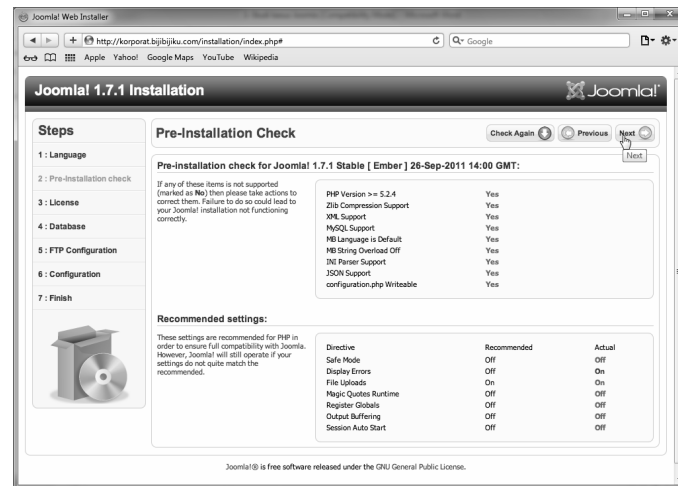 Joomla! Web Installer
http://korporat.bijibijiku.com/installation/index.php#
Google
Apple Yahoo! Google Maps YouTube Wikipedia
Joomla! 1.7.1 Installation
Joomla!
Steps
1 : Language
2 : Pre-Installation check
3 : License
4 : Database
5 : FTP Configuration
6 : Configuration
7 : Finish
Pre-Installation Check
Check Again
Previous
Next
Next
Pre-installation check for Joomla! 1.7.1 Stable [ Ember ] 26-Sep-2011 14:00 GMT:
If any of these items is not supported
(marked as No) then please take actions to
correct them. Failure to do so could lead to
your Joomla! installation not functioning
correctly.
PHP Version >= 5.2.4 Yes
Zlib Compression Support Yes
XML Support Yes
MySQL Support Yes
MB Language is Default Yes
MB String Overload Off Yes
INI Parser Support Yes
JSON Support Yes
configuration.php Writeable Yes
Recommended settings:
These settings are recommended for PHP in
order to ensure full compatibility with Joomla.
However, Joomla! will still operate if your
settings do not quite match the
recommended.
Directive Recommended Actual
Safe Mode Off Off
Display Errors Off On
File Uploads On On
Magic Quotes Runtime Off Off
Register Globals Off Off
Output Buffering Off Off
Session Auto Start Off Off
Joomla!® is free software released under the GNU General Public License.